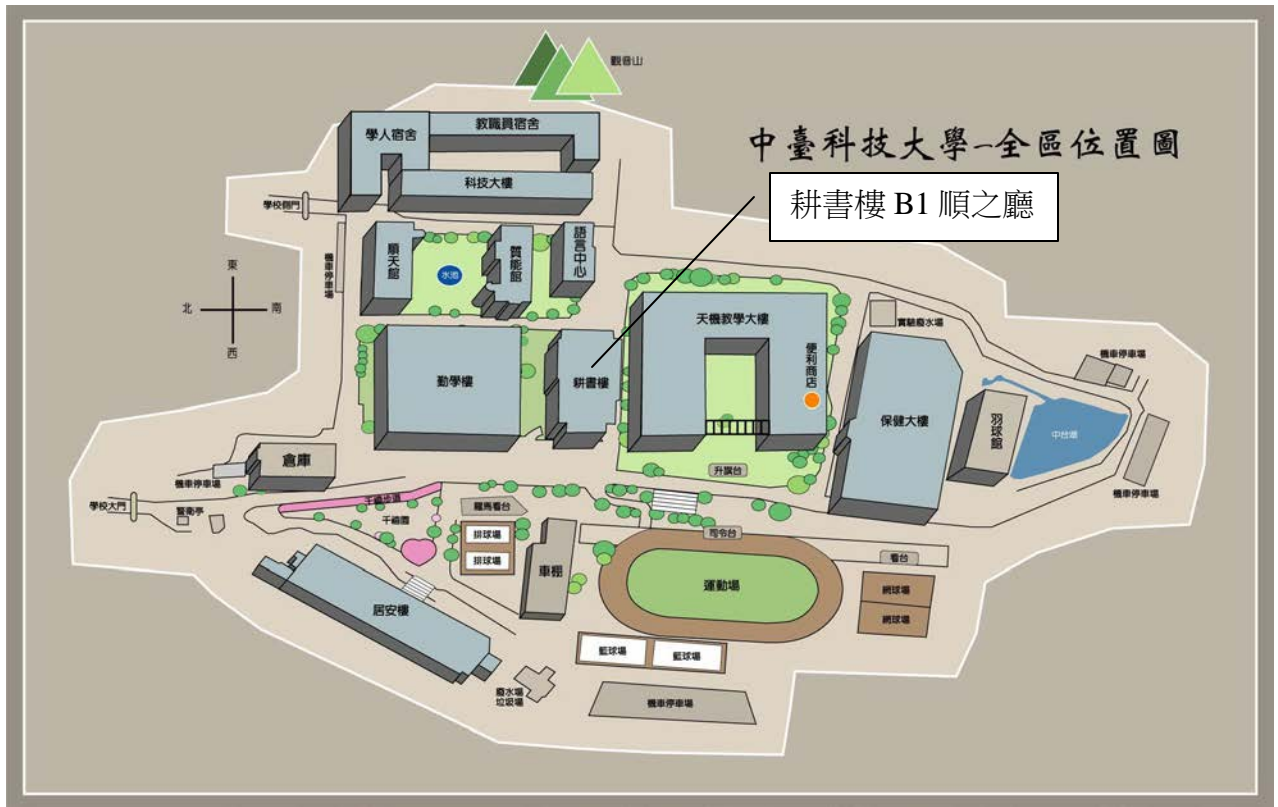 觀音山
中臺科技大學-全區位置圖
耕書樓 B1 順之廳
學人宿舍
教職員宿舍
科技大樓
學校側門
機車停車場
順天館
水池
質能館
語言中心
東
北
南
西
勤學樓
耕書樓
天機教學大樓
便利商店
實驗廢水場
保健大樓
羽球館
中台湖
機車停車場
機車停車場
升旗台
倉庫
機車停車場
學校大門
警衛亭
千禧步道
千禧園
羅馬看台
排球場
排球場
車棚
司令台
看台
運動場
網球場
網球場
居安樓
籃球場
籃球場
廢水場
垃圾場
機車停車場